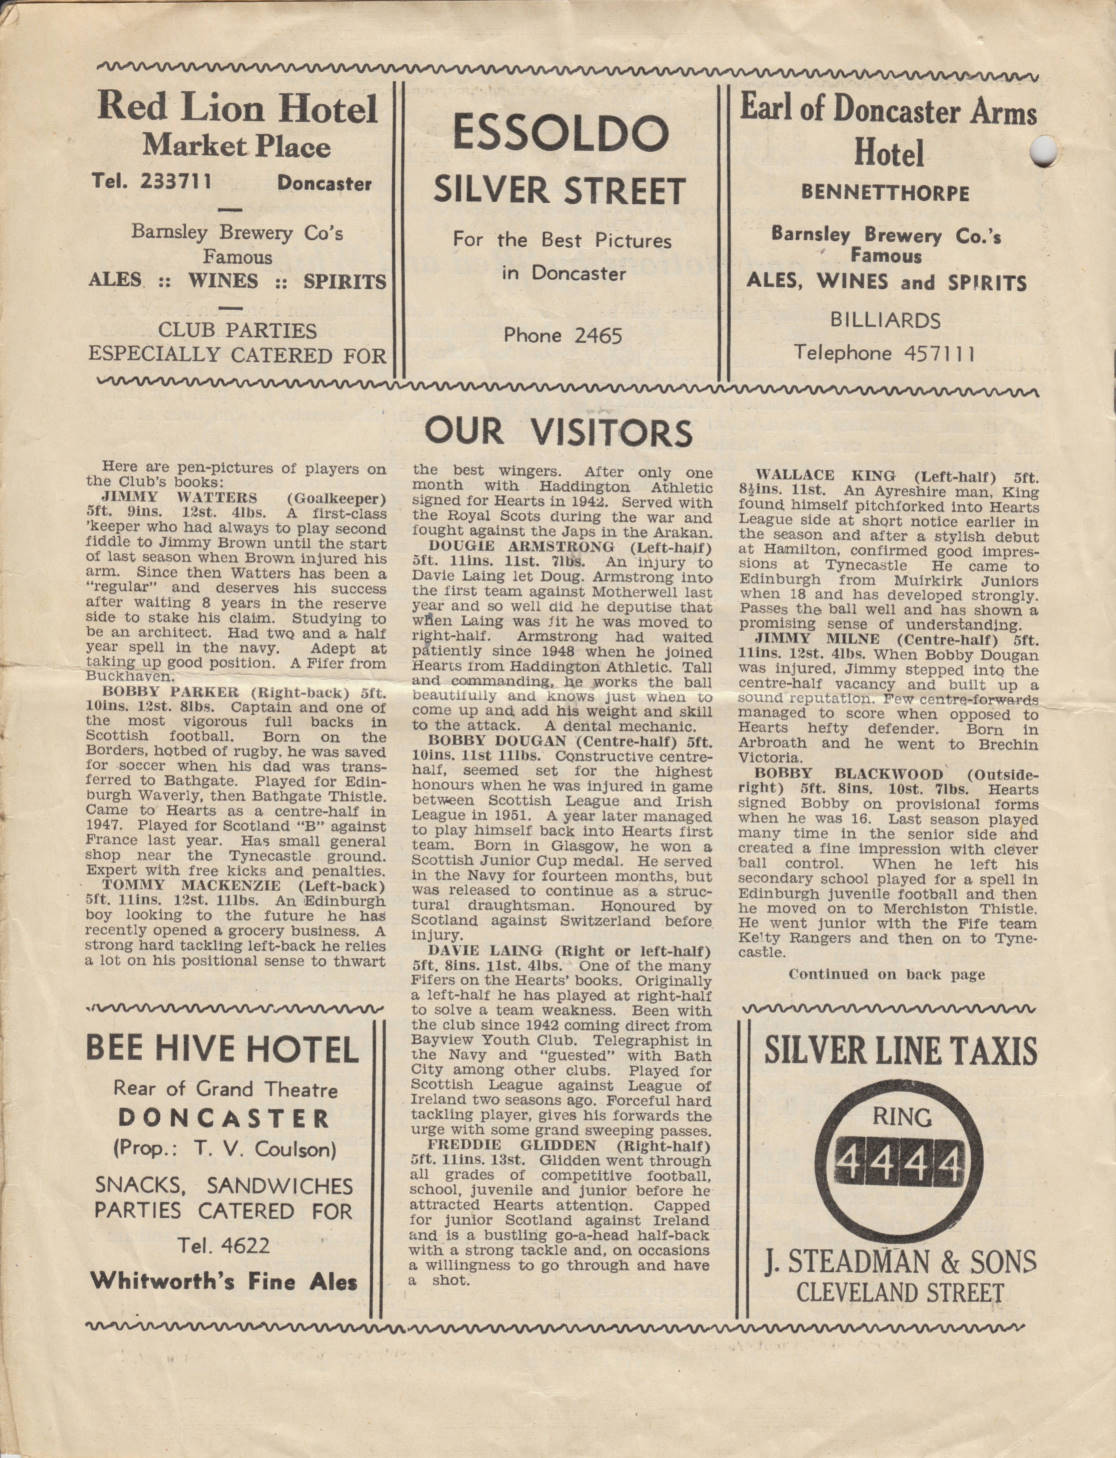 Red Lion Hotel
Market Place
Tel. 233711 Doncaster
Barnsley Brewery Co's
Famous
ALES :: WINES :: SPIRITS
CLUB PARTIES
ESPECIALLY CATERED FOR
ESSOLDO
SILVER STREET
For the Best Pictures
in Doncaster
Phone 2465
Earl of Doncaster Arms
Hotel
BENNETTHORPE
Barnsley Brewery Co.'s
Famous
ALES, WINES and SPIRITS
BILLIARDS
Telephone 457111
OUR VISITORS
Here are pen-pictures of players on
the Club's books:
JIMMY WATTERS (Goalkeeper)
5ft. 9ins. 12st. 4lbs. A first-class
'keeper who had always to play second
fiddle to Jimmy Brown until the start
of last season when Brown injured his
arm. Since then Watters has been a
"regular" and deserves his success
after waiting 8 years in the reserve
side to stake his claim. Studying to
be an architect. Had two and a half
year spell in the navy. Adept at
taking up good position. A Fifer from
Buckhaven.
BOBBY PARKER (Right-back) 5ft.
10ins. 12st. 8lbs. Captain and one of
the most vigorous full backs in
Scottish football. Born on the
Borders, hotbed of rugby, he was saved
for soccer when his dad was trans-
ferred to Bathgate. Played for Edin-
burgh Waverly, then Bathgate Thistle.
Came to Hearts as a centre-half in
1947. Played for Scotland "B" against
France last year. Has small general
shop near the Tynecastle ground.
Expert with free kicks and penalties.
TOMMY MACKENZIE (Left-back)
5ft. 11ins. 12st. 11lbs. An Edinburgh
boy looking to the future he has
recently opened a grocery business. A
strong hard tackling left-back he relies
a lot on his positional sense to thwart
the best wingers. After only one
month with Haddington Athletic
signed for Hearts in 1942. Served with
the Royal Scots during the war and
fought against the Japs in the Arakan.
DOUGIE ARMSTRONG (Left-half)
5ft. 11ins. 11st. 7lbs. An injury to
Davie Laing let Doug. Armstrong into
the first team against Motherwell last
year and so well did he deputise that
when Laing was fit he was moved to
right-half. Armstrong had waited
patiently since 1948 when he joined
Hearts from Haddington Athletic. Tall
and commanding, he works the ball
beautifully and knows just when to
come up and add his weight and skill
to the attack. A dental mechanic.
BOBBY DOUGAN (Centre-half) 5ft.
10ins. 11st 11lbs. Constructive centre-
half, seemed set for the highest
honours when he was injured in game
between Scottish League and Irish
League in 1951. A year later managed
to play himself back into Hearts first
team. Born in Glasgow, he won a
Scottish Junior Cup medal. He served
in the Navy for fourteen months, but
was released to continue as a struc-
tural draughtsman. Honoured by
Scotland against Switzerland before
injury.
DAVIE LAING (Right or left-half)
5ft. 8ins. 11st. 4lbs. One of the many
Fifers on the Hearts' books. Originally
a left-half he has played at right-half
to solve a team weakness. Been with
the club since 1942 coming direct from
Bayview Youth Club. Telegraphist in
the Navy and "guested" with Bath
City among other clubs. Played for
Scottish League against League of
Ireland two seasons ago. Forceful hard
tackling player, gives his forwards the
urge with some grand sweeping passes.
FREDDIE GLIDDEN (Right-half)
5ft. 11ins. 13st. Glidden went through
all grades of competitive football,
school, juvenile and junior before he
attracted Hearts attention. Capped
for junior Scotland against Ireland
and is a bustling go-a-head half-back
with a strong tackle and, on occasions
a willingness to go through and have
a shot.
WALLACE KING (Left-half) 5ft.
8½ins. 11st. An Ayreshire man, King
found himself pitchforked into Hearts
League side at short notice earlier in
the season and after a stylish debut
at Hamilton, confirmed good impres-
sions at Tynecastle He came to
Edinburgh from Muirkirk Juniors
when 18 and has developed strongly.
Passes the ball well and has shown a
promising sense of understanding.
JIMMY MILNE (Centre-half) 5ft.
11ins. 12st. 4lbs. When Bobby Dougan
was injured, Jimmy stepped into the
centre-half vacancy and built up a
sound reputation. Few centre-forwards
managed to score when opposed to
Hearts hefty defender. Born in
Arbroath and he went to Brechin
Victoria.
BOBBY BLACKWOOD (Outside-
right) 5ft. 8ins. 10st. 7lbs. Hearts
signed Bobby on provisional forms
when he was 16. Last season played
many time in the senior side and
created a fine impression with clever
ball control. When he left his
secondary school played for a spell in
Edinburgh juvenile football and then
he moved on to Merchiston Thistle.
He went junior with the Fife team
Kelty Rangers and then on to Tyne-
castle.
Continued on back page
BEE HIVE HOTEL
Rear of Grand Theatre
DONCASTER
(Prop.: T. V. Coulson)
SNACKS, SANDWICHES
PARTIES CATERED FOR
Tel. 4622
Whitworth's Fine Ales
SILVER LINE TAXIS
RING
4444
J. STEADMAN & SONS
CLEVELAND STREET